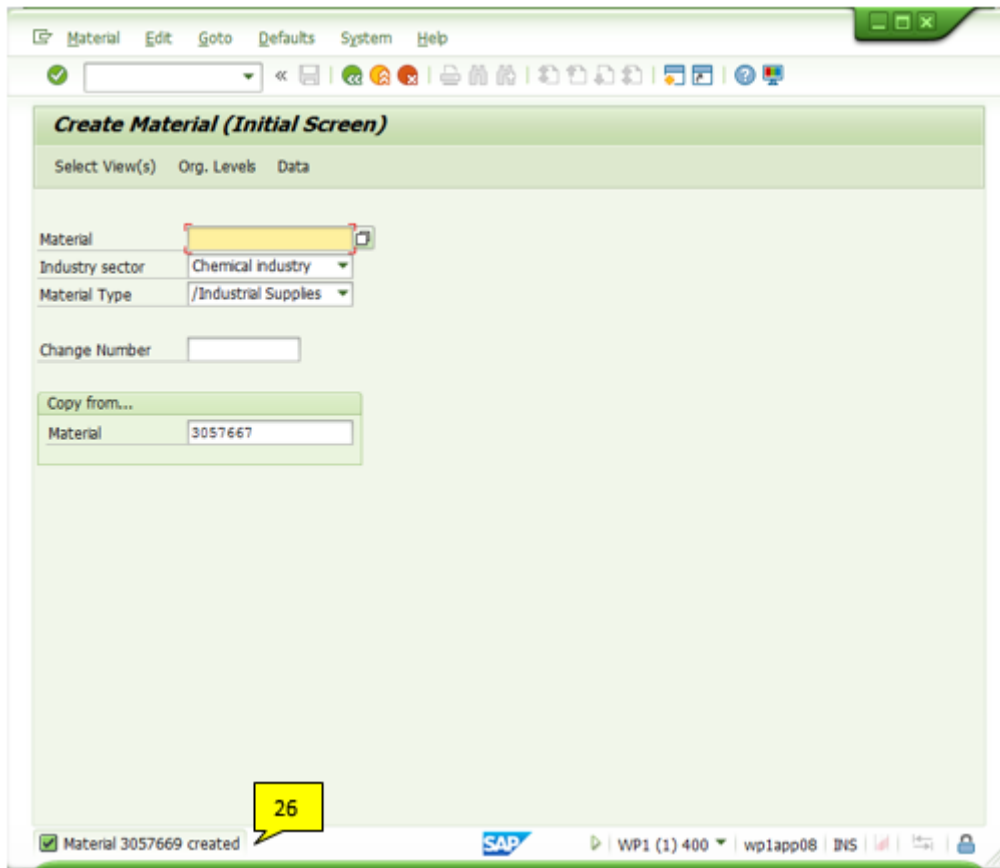 Material Edit Goto Defaults System Help
Create Material (Initial Screen)
Select View(s) Org. Levels Data
Material
Industry sector Chemical industry
Material Type /Industrial Supplies
Change Number
Copy from...
Material 3057667
26
Material 3057669 created SAP WP1 (1) 400 wp1app08 INS